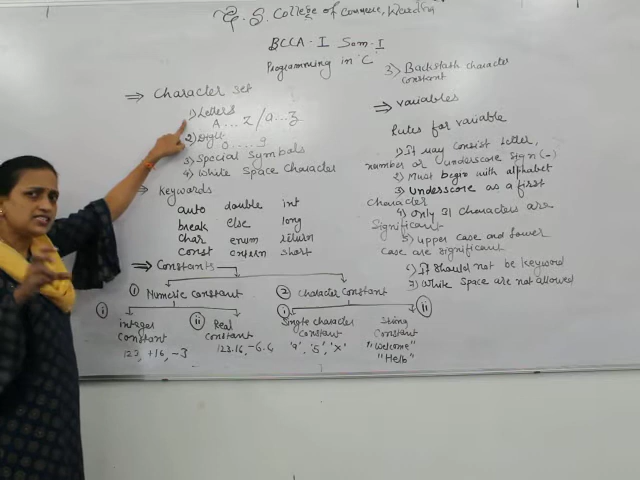 G. S. College of Commerce, Wardha
BCCA - I Sem - I
Programming in 'C'
⇒ Character set
1) Letters
A...Z / a...z
2) Digits
0...9
3) Special Symbols
4) White Space Character
⇒ Keywords
auto double int
break else long
char enum return
const extern short
⇒ Constants
① Numeric Constant
② Character Constant
ⓘ integer Constant
123, +16, -3
ⓘⓘ Real Constant
123.16, -6.6
ⓘ Single character Constant
'9', 'S', 'X'
ⓘⓘ String Constant
"Welcome"
"Help"
3) Backslash character
constant
⇒ variables
Rules for variable
1) It may consist letter,
number or underscore sign (-)
2) Must begin with alphabet
3) Underscore as a first
character
4) Only 31 characters are
significant
5) upper case and lower
case are significant
6) It should not be keyword
7) White Space are not allowed